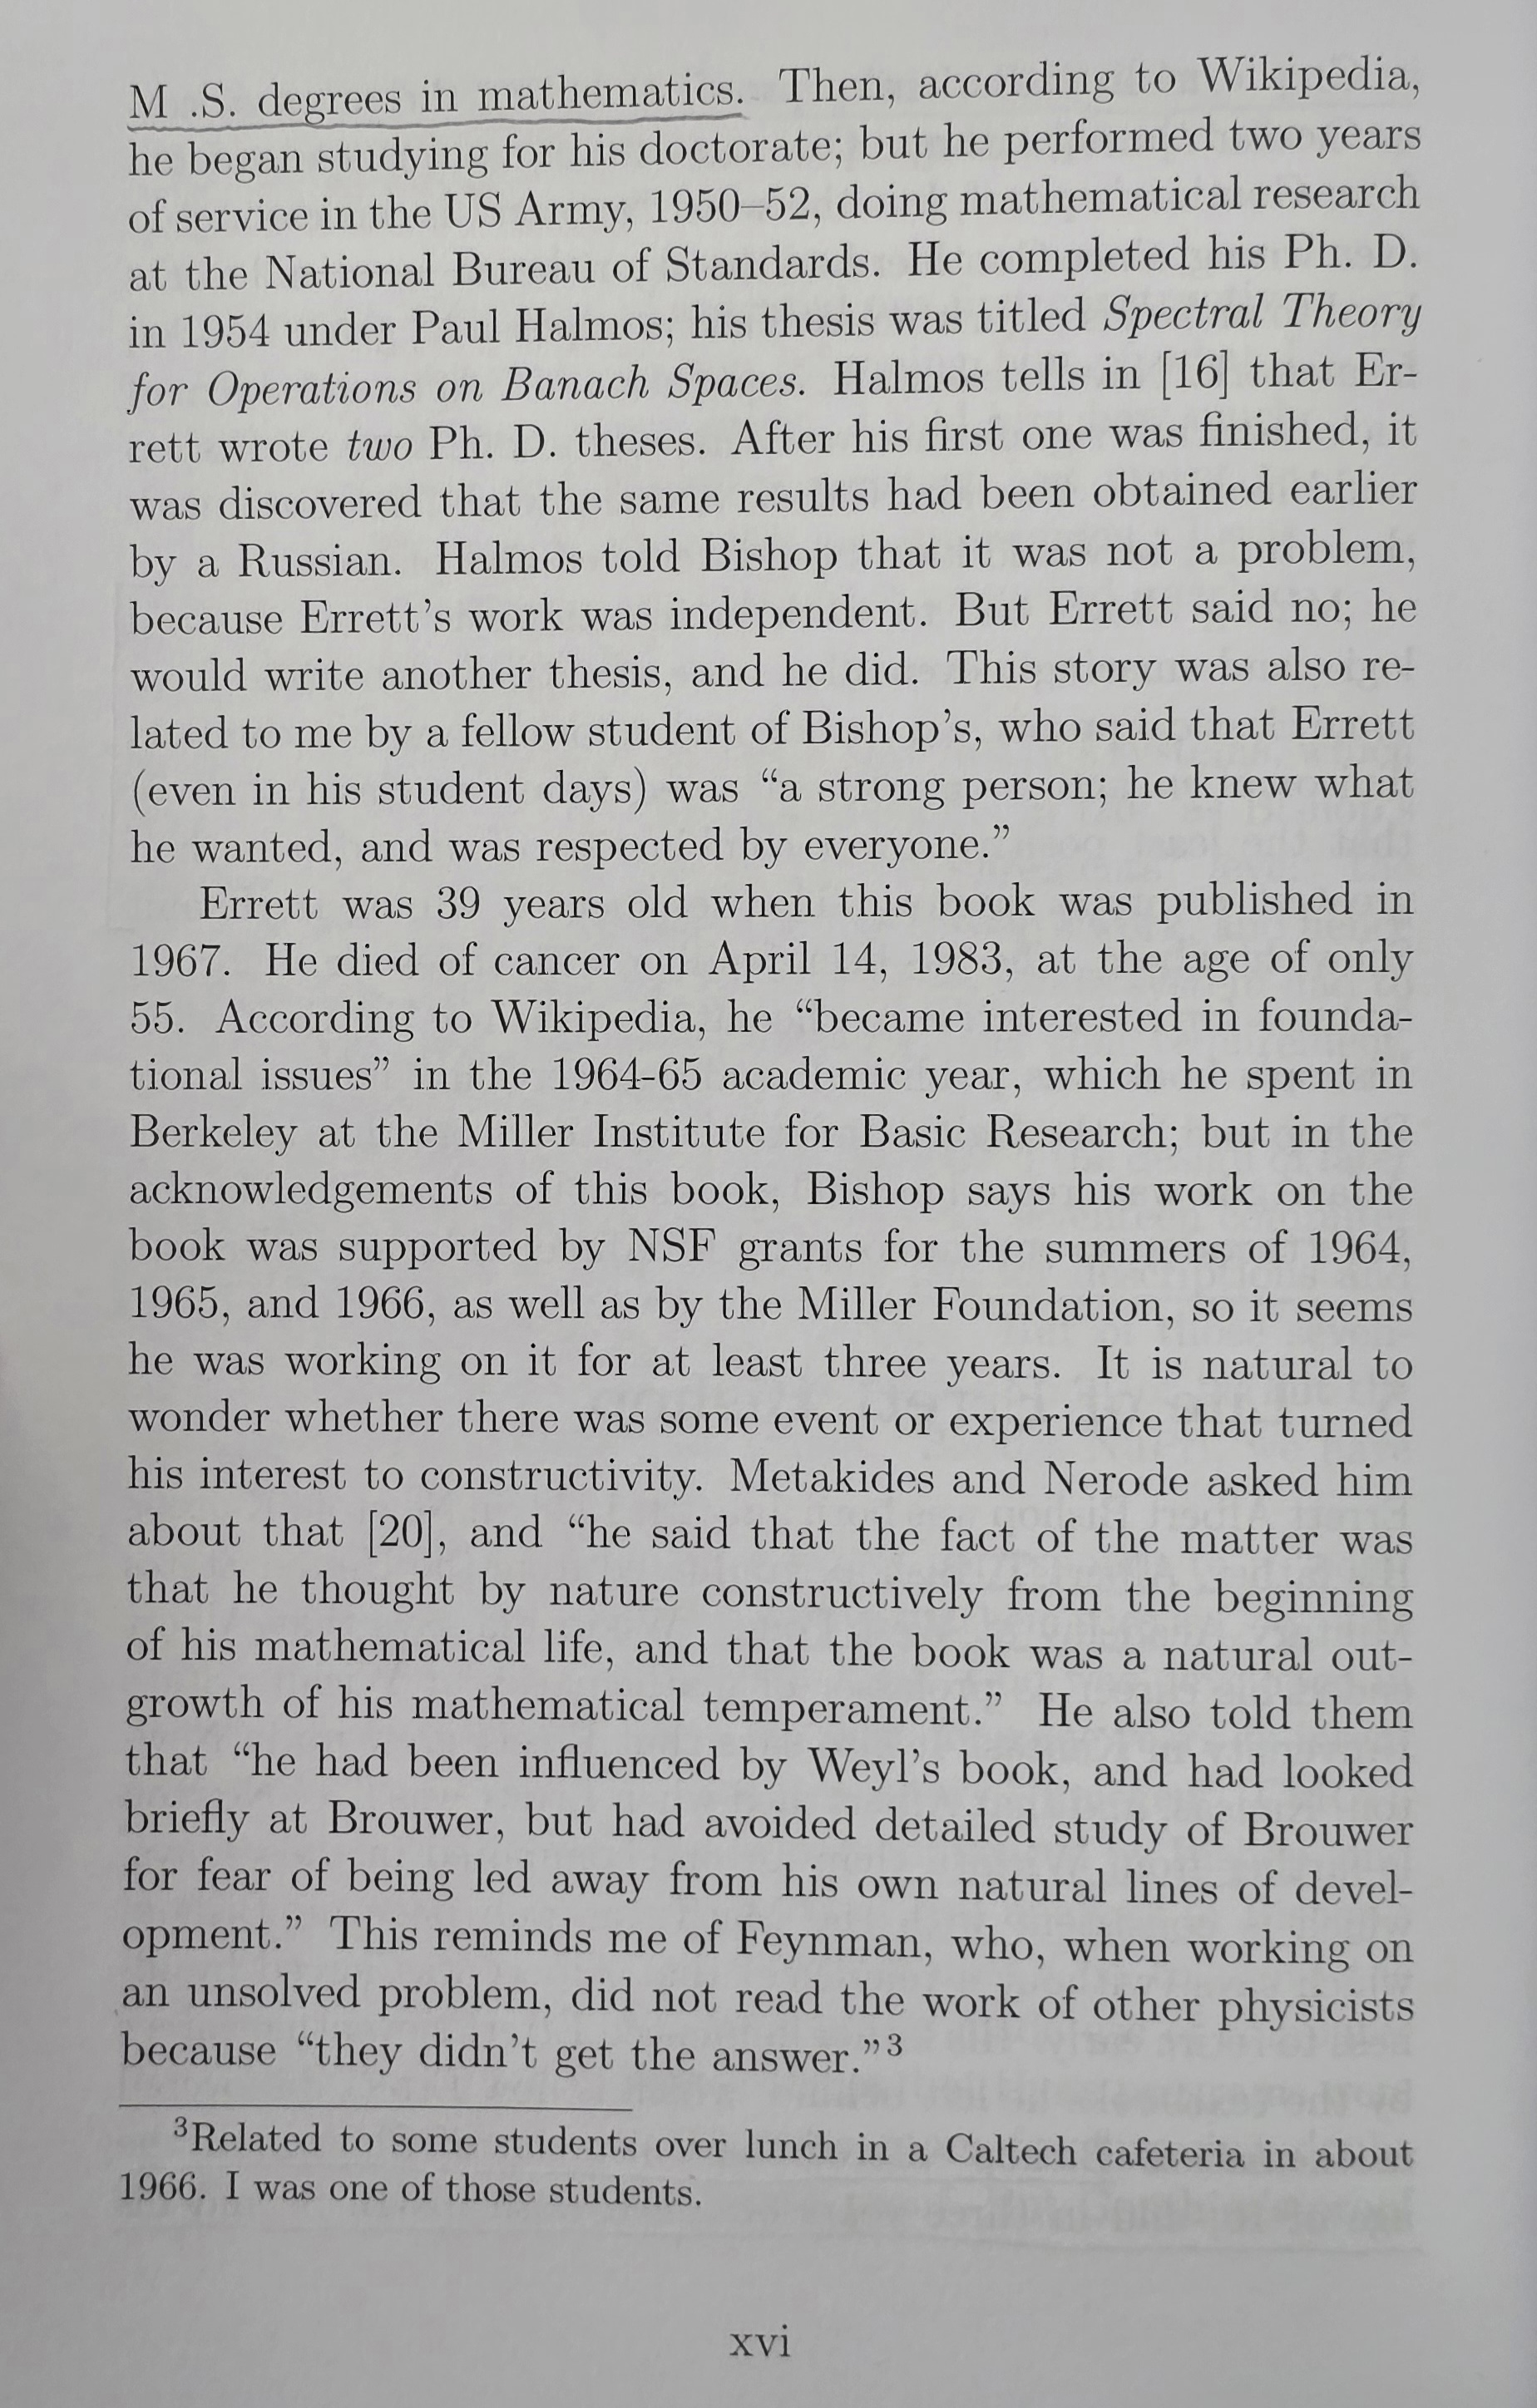 M .S. degrees in mathematics. Then, according to Wikipedia,
he began studying for his doctorate; but he performed two years
of service in the US Army, 1950–52, doing mathematical research
at the National Bureau of Standards. He completed his Ph. D.
in 1954 under Paul Halmos; his thesis was titled Spectral Theory
for Operations on Banach Spaces. Halmos tells in [16] that Er-
rett wrote two Ph. D. theses. After his first one was finished, it
was discovered that the same results had been obtained earlier
by a Russian. Halmos told Bishop that it was not a problem,
because Errett’s work was independent. But Errett said no; he
would write another thesis, and he did. This story was also re-
lated to me by a fellow student of Bishop’s, who said that Errett
(even in his student days) was “a strong person; he knew what
he wanted, and was respected by everyone.”
Errett was 39 years old when this book was published in
1967. He died of cancer on April 14, 1983, at the age of only
55. According to Wikipedia, he “became interested in founda-
tional issues” in the 1964-65 academic year, which he spent in
Berkeley at the Miller Institute for Basic Research; but in the
acknowledgements of this book, Bishop says his work on the
book was supported by NSF grants for the summers of 1964,
1965, and 1966, as well as by the Miller Foundation, so it seems
he was working on it for at least three years. It is natural to
wonder whether there was some event or experience that turned
his interest to constructivity. Metakides and Nerode asked him
about that [20], and “he said that the fact of the matter was
that he thought by nature constructively from the beginning
of his mathematical life, and that the book was a natural out-
growth of his mathematical temperament.” He also told them
that “he had been influenced by Weyl’s book, and had looked
briefly at Brouwer, but had avoided detailed study of Brouwer
for fear of being led away from his own natural lines of devel-
opment.” This reminds me of Feynman, who, when working on
an unsolved problem, did not read the work of other physicists
because “they didn’t get the answer.”3
3Related to some students over lunch in a Caltech cafeteria in about
1966. I was one of those students.
xvi